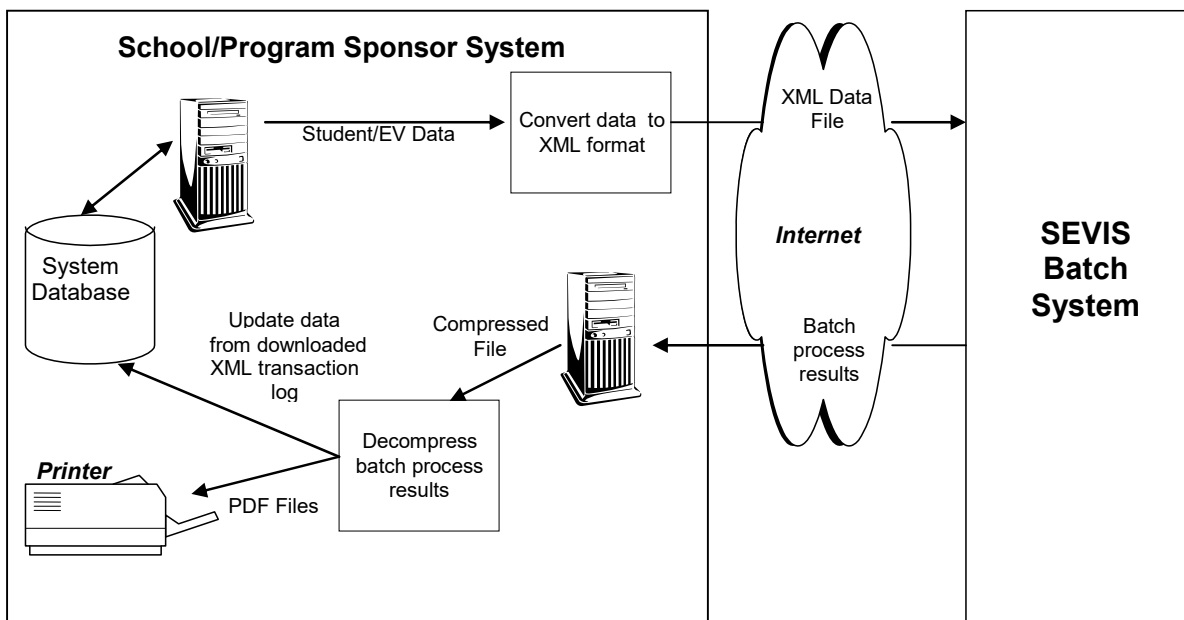 School/Program Sponsor System
Student/EV Data
Convert data to
XML format
XML Data
File
Internet
SEVIS
Batch
System
System
Database
Update data
from downloaded
XML transaction
log
Compressed
File
Batch
process
results
Decompress
batch process
results
Printer
PDF Files